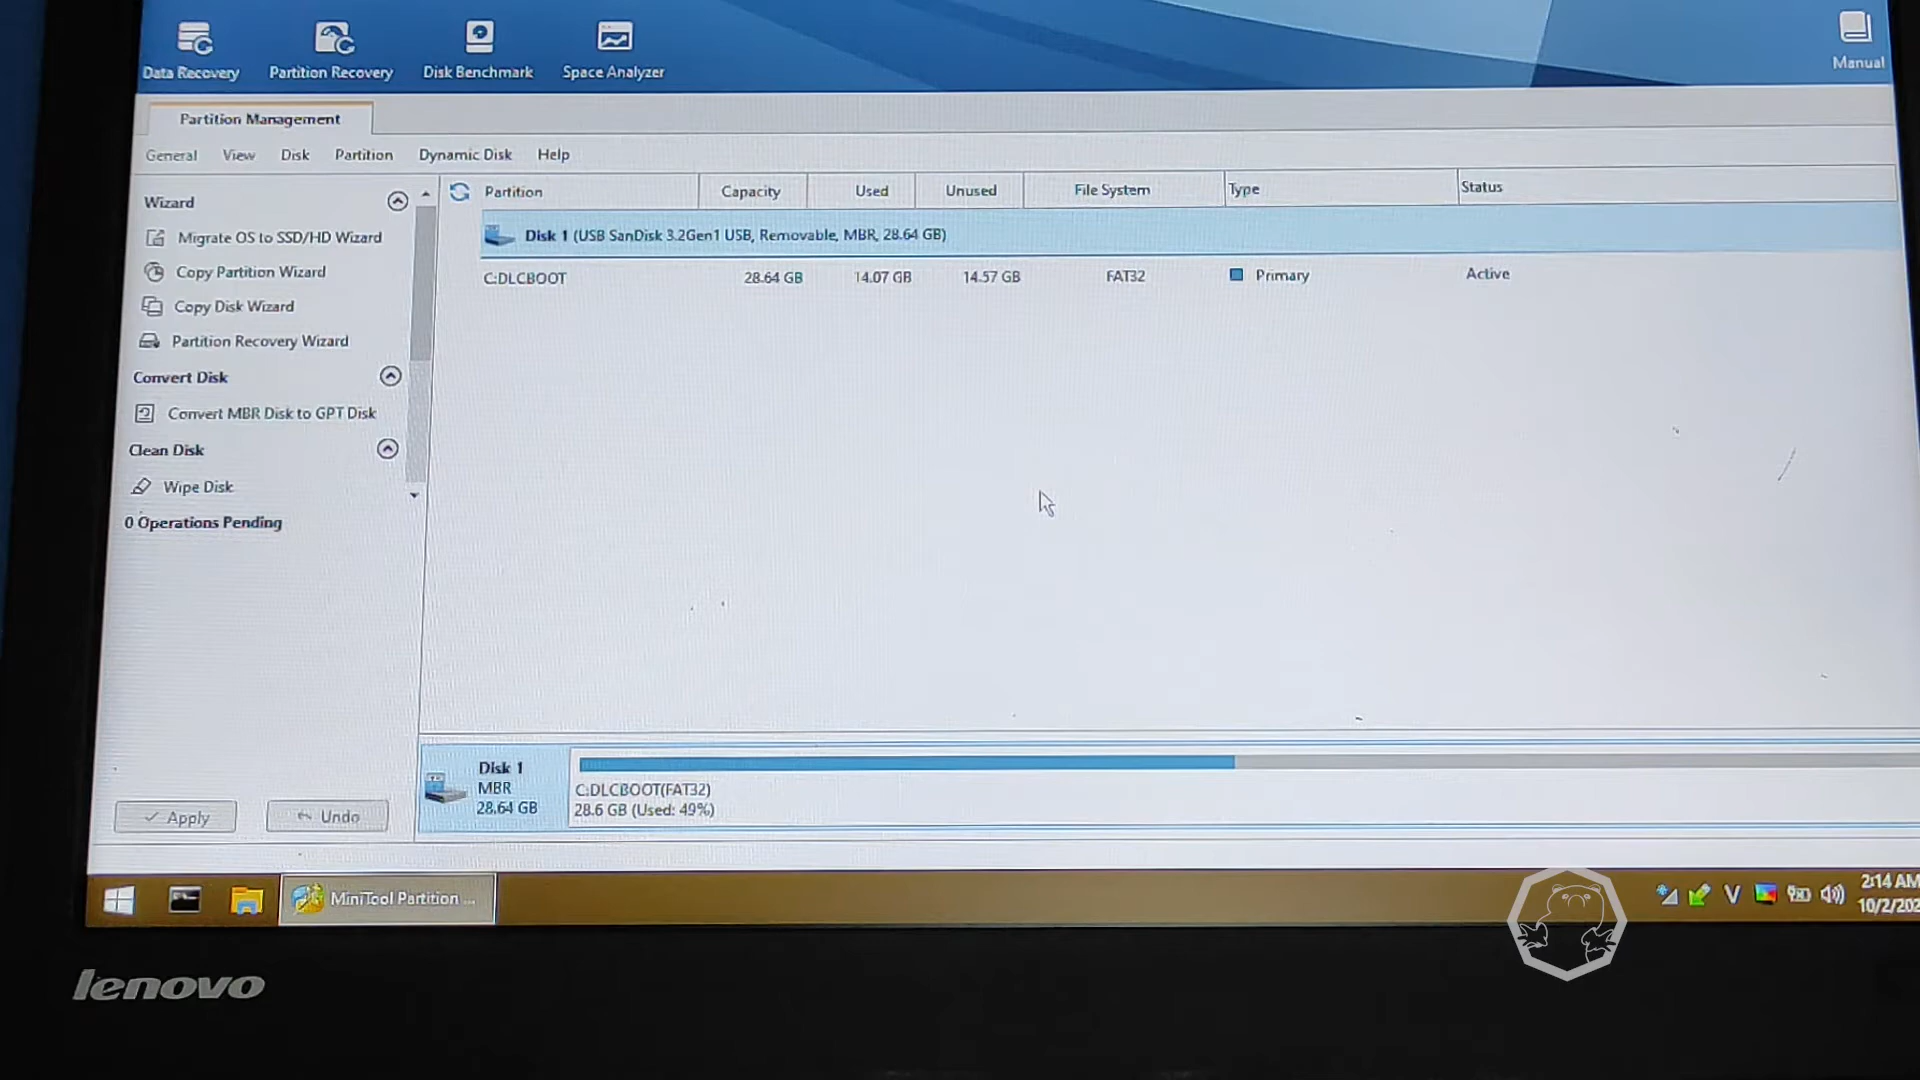 Data Recovery
Partition Recovery
Disk Benchmark
Space Analyzer
Manual
Partition Management
General View Disk Partition Dynamic Disk Help
Wizard
Migrate OS to SSD/HD Wizard
Copy Partition Wizard
Copy Disk Wizard
Partition Recovery Wizard
Convert Disk
Convert MBR Disk to GPT Disk
Clean Disk
Wipe Disk
0 Operations Pending
Apply
Undo
Partition Capacity Used Unused File System Type Status
Disk 1 (USB SanDisk 3.2Gen1 USB, Removable, MBR, 28.64 GB)
C:DLCBOOT 28.64 GB 14.07 GB 14.57 GB FAT32 Primary Active
Disk 1
MBR
28.64 GB
C:DLCBOOT(FAT32)
28.6 GB (Used: 49%)
MiniTool Partition ...
V
2:14 AM
10/2/202
lenovo